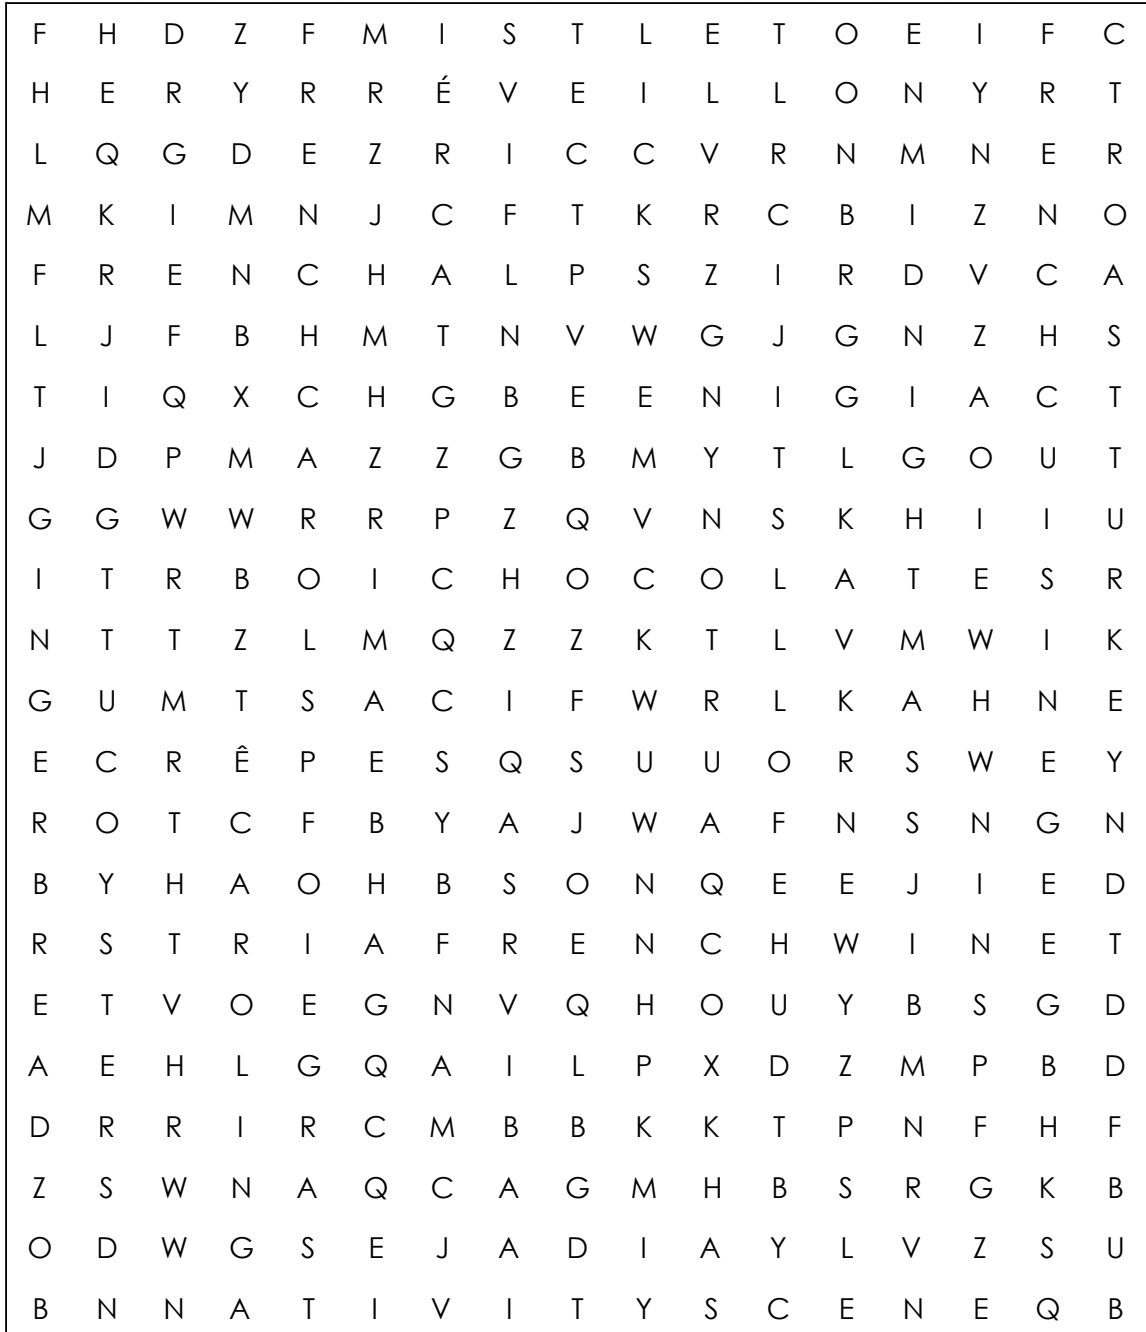 F H D Z F M I S T L E T O E I F C
H E R Y R R É V E I L L O N Y R T
L Q G D E Z R I C C V R N M N E R
M K I M N J C F T K R C B I Z N O
F R E N C H A L P S Z I R D V C A
L J F B H M T N V W G J G N Z H S
T I Q X C H G B E E N I G I A C T
J D P M A Z Z G B M Y T L G O U T
G G W W R R P Z Q V N S K H I I U
I T R B O I C H O C O L A T E S R
N T T Z L M Q Z Z K T L V M W I K
G U M T S A C I F W R L K A H N E
E C R Ê P E S Q S U U O R S W E Y
R O T C F B Y A J W A F N S N G N
B Y H A O H B S O N Q E E J I E D
R S T R I A F R E N C H W I N E T
E T V O E G N V Q H O U Y B S G D
A E H L G Q A I L P X D Z M P B D
D R R I R C M B B K K T P N F H F
Z S W N A Q C A G M H B S R G K B
O D W G S E J A D I A Y L V Z S U
B N N A T I V I T Y S C E N E Q B